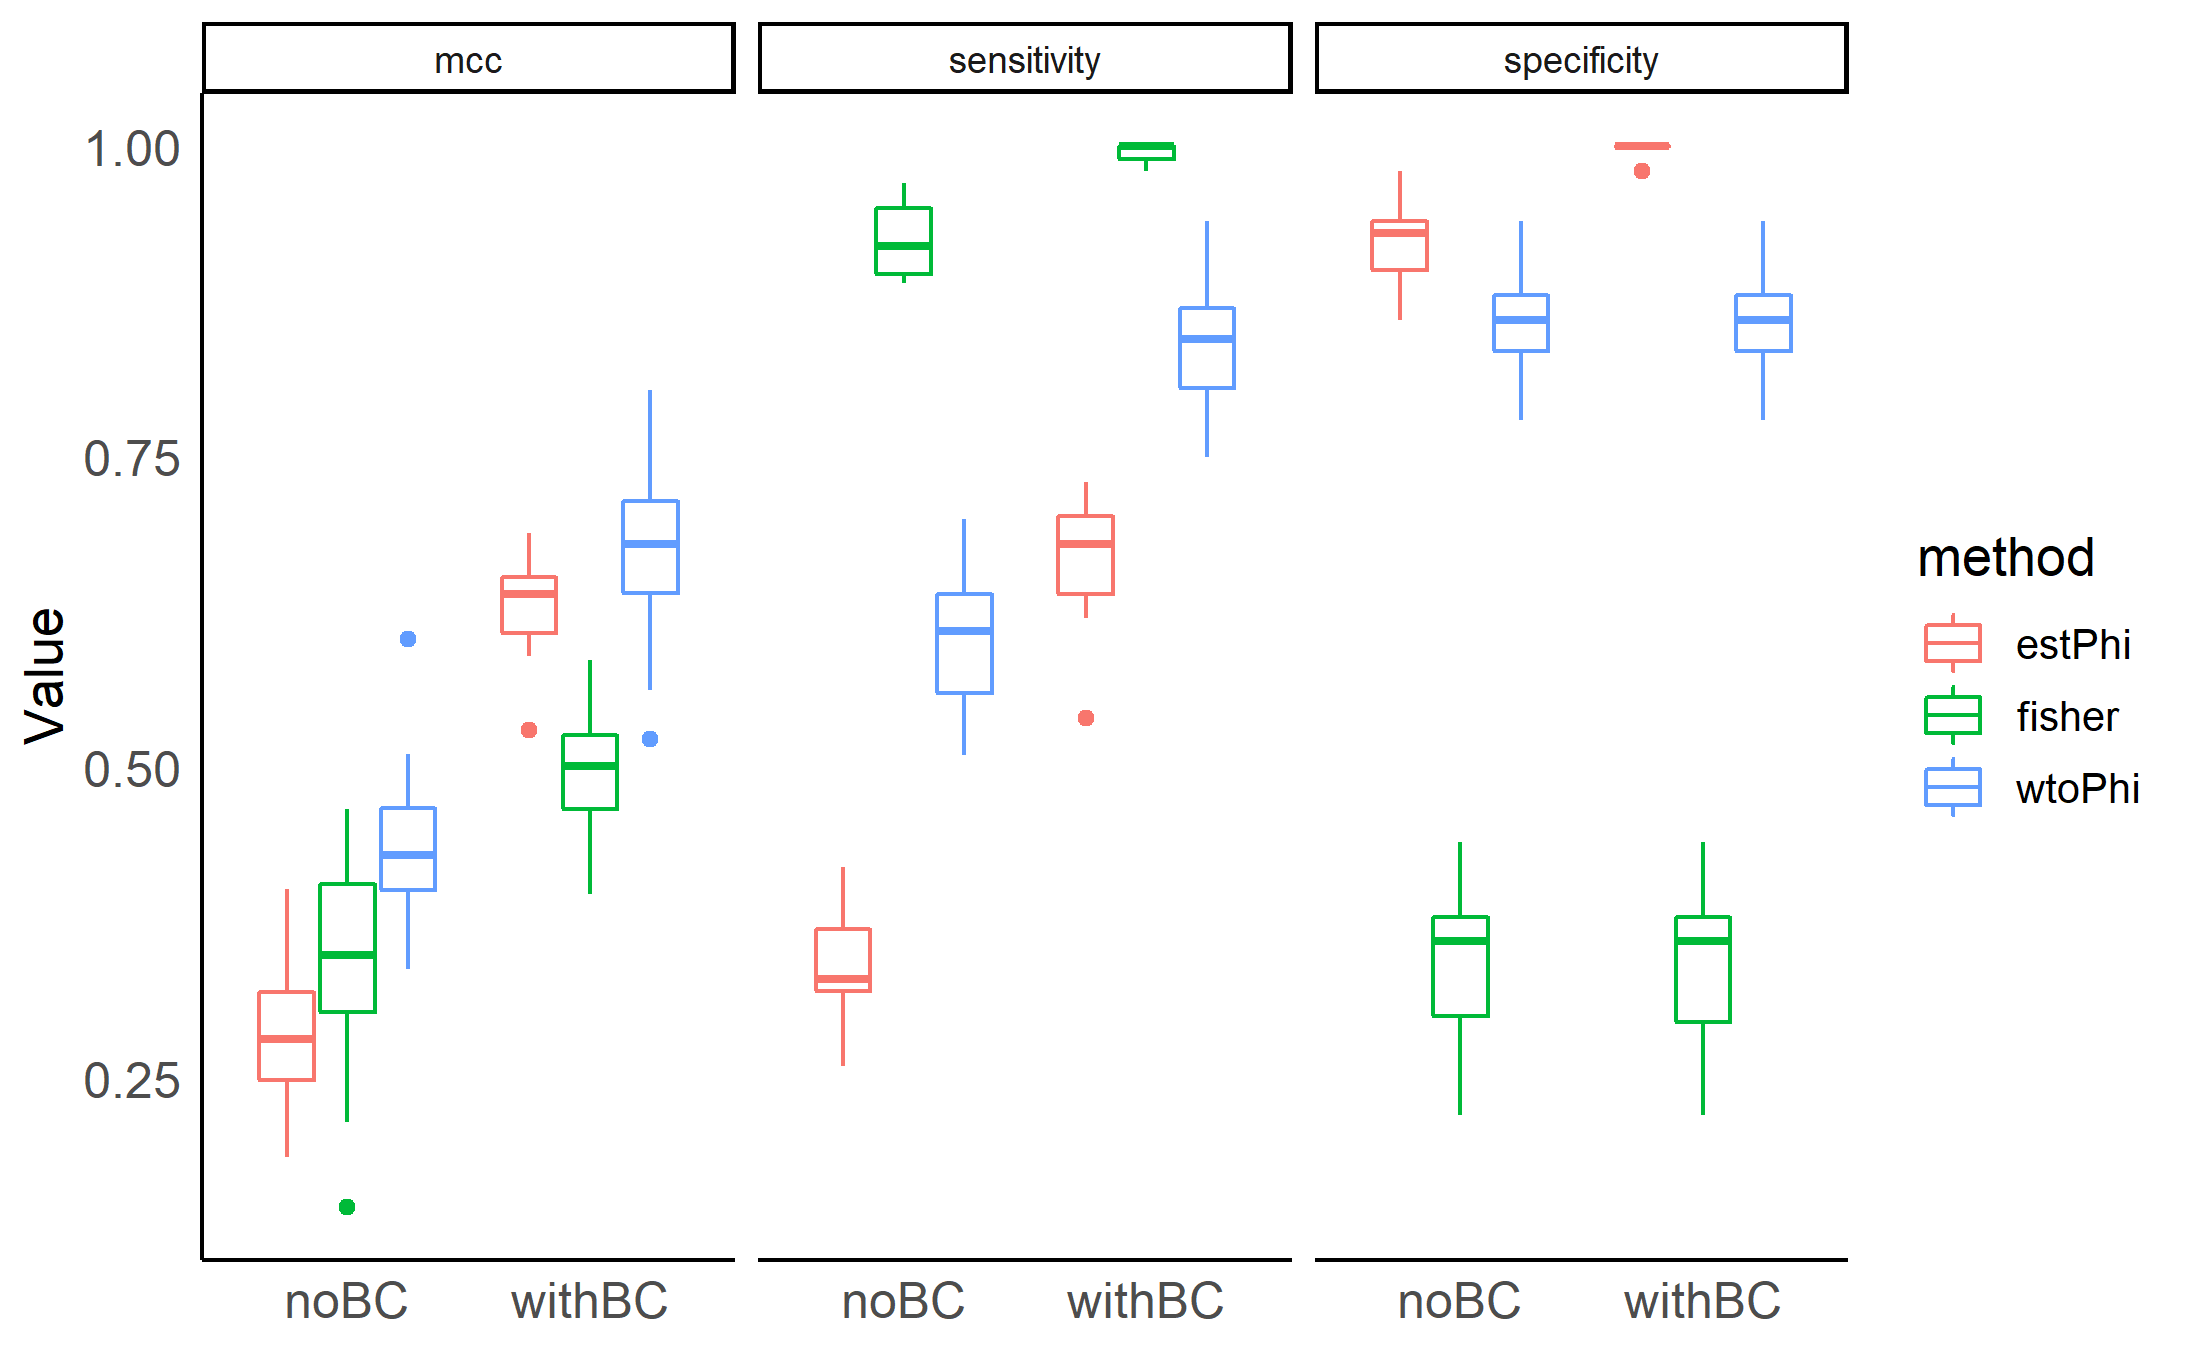 mcc
sensitivity
specificity
1.00
0.75
0.50
0.25
Value
noBC
withBC
noBC
withBC
noBC
withBC
method
estPhi
fisher
wtoPhi